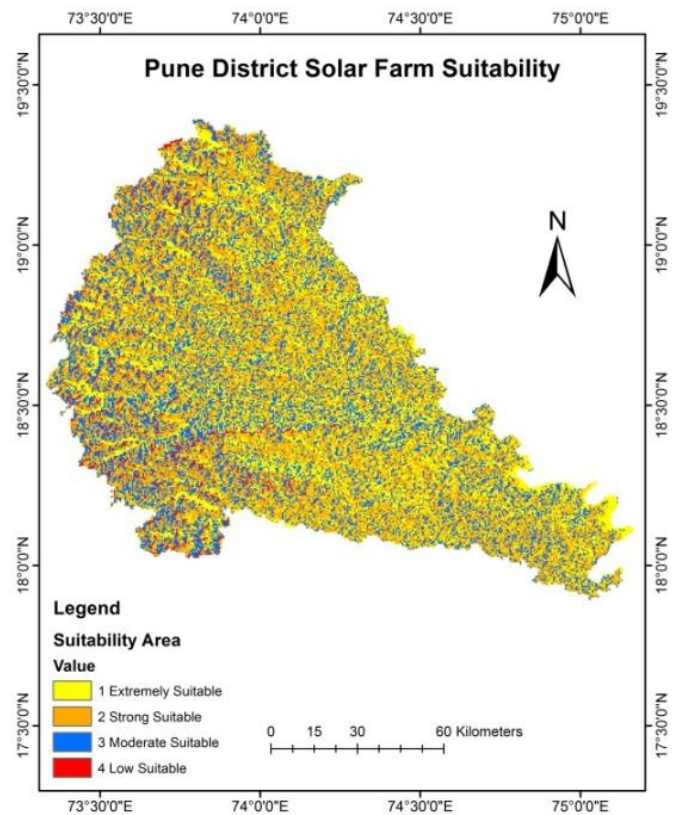 73°30'0"E 74°0'0"E 74°30'0"E 75°0'0"E
Pune District Solar Farm Suitability
19°30'0"N 19°30'0"N
N
19°0'0"N 19°0'0"N
18°30'0"N 18°30'0"N
18°0'0"N 18°0'0"N
Legend
Suitability Area
Value
1 Extremely Suitable
2 Strong Suitable
3 Moderate Suitable
4 Low Suitable
0 15 30 60 Kilometers
17°30'0"N 17°30'0"N
73°30'0"E 74°0'0"E 74°30'0"E 75°0'0"E